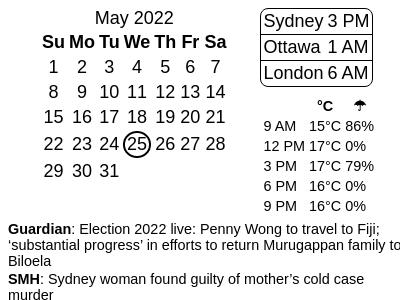 May 2022
Su Mo Tu We Th Fr Sa
1 2 3 4 5 6 7
8 9 10 11 12 13 14
15 16 17 18 19 20 21
22 23 24 25 26 27 28
29 30 31
Sydney 3 PM
Ottawa 1 AM
London 6 AM
°C ☂
9 AM 15°C 86%
12 PM 17°C 0%
3 PM 17°C 79%
6 PM 16°C 0%
9 PM 16°C 0%
Guardian: Election 2022 live: Penny Wong to travel to Fiji;
‘substantial progress’ in efforts to return Murugappan family to
Biloela
SMH: Sydney woman found guilty of mother’s cold case
murder